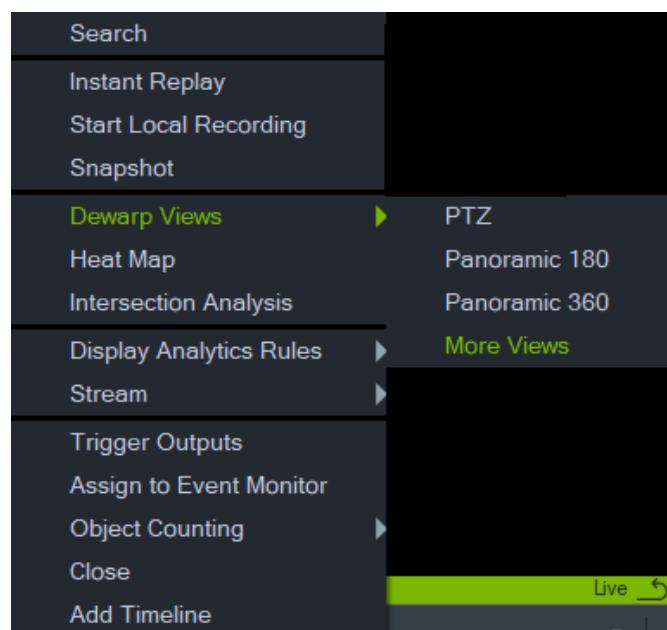 Search
Instant Replay
Start Local Recording
Snapshot
Dewarp Views
Heat Map
Intersection Analysis
Display Analytics Rules
Stream
Trigger Outputs
Assign to Event Monitor
Object Counting
Close
Add Timeline
PTZ
Panoramic 180
Panoramic 360
More Views
Live